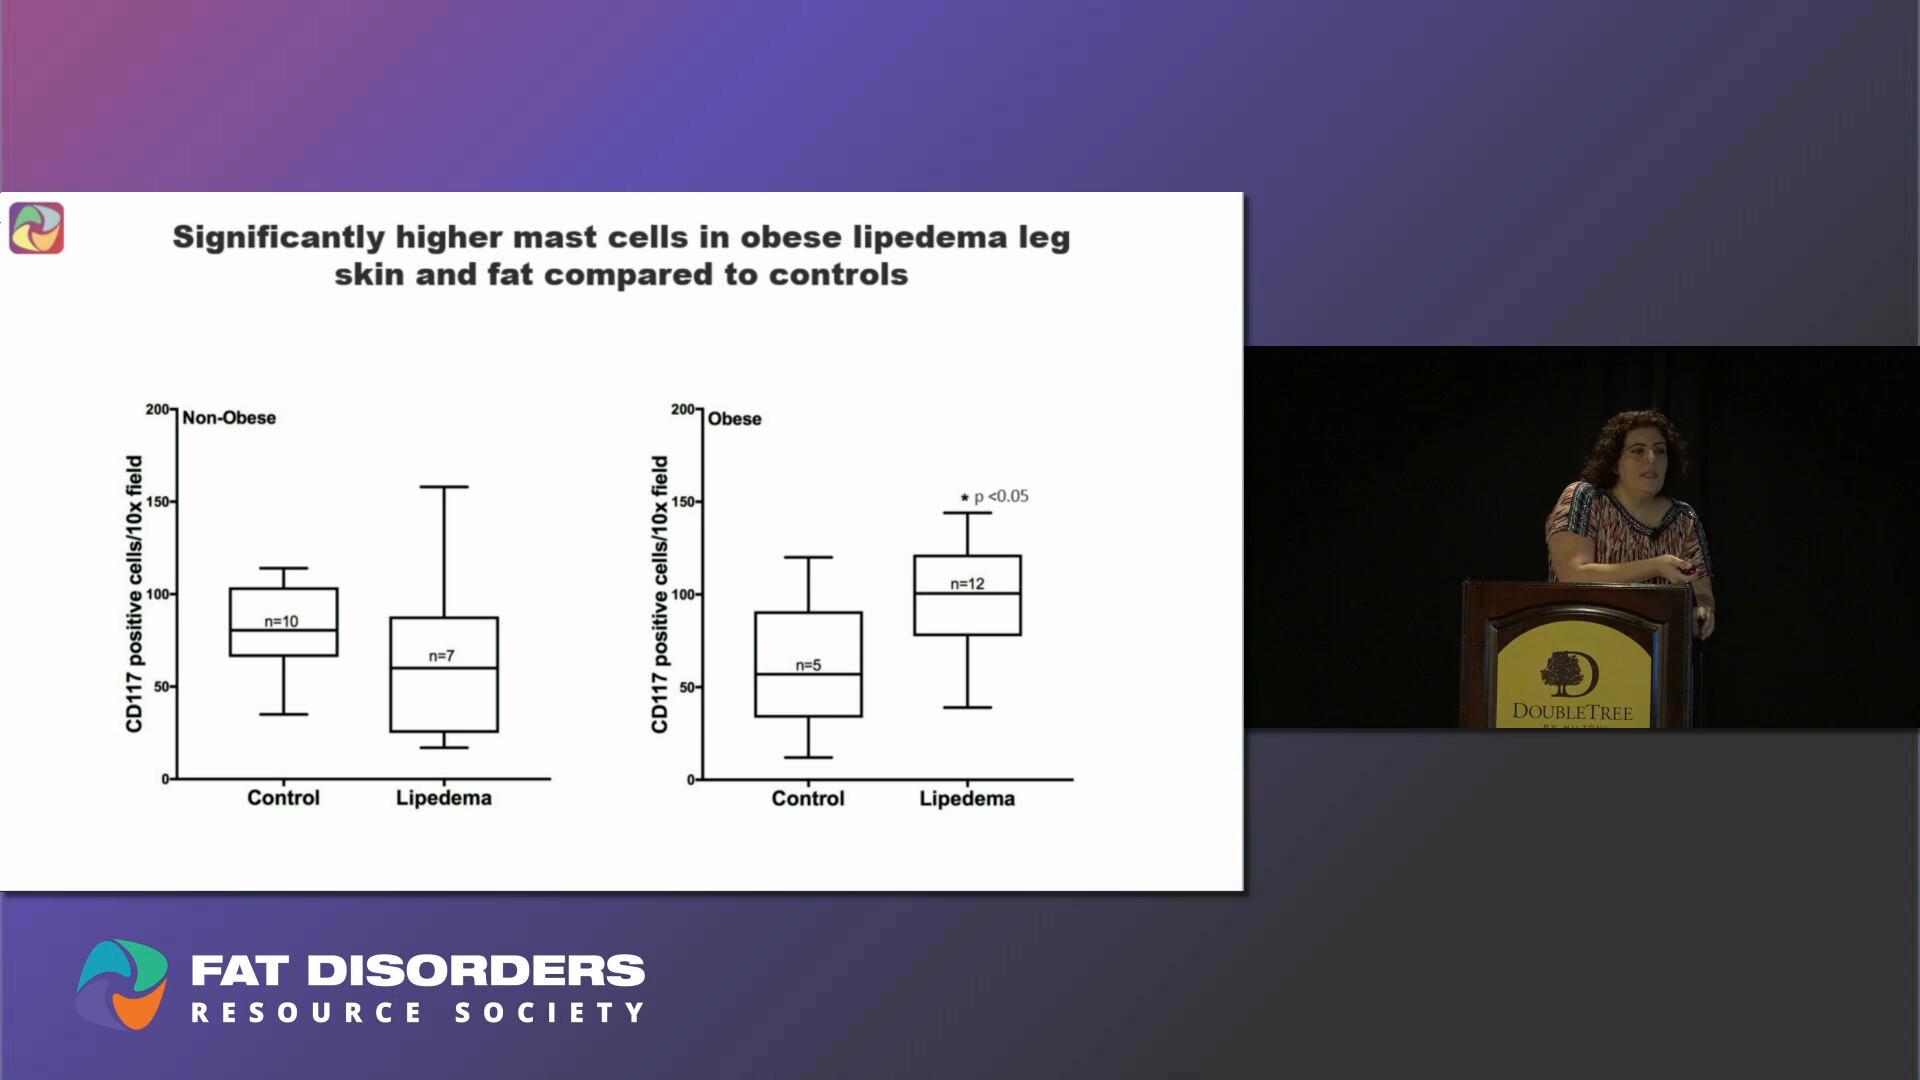 Significantly higher mast cells in obese lipedema leg
skin and fat compared to controls
Non-Obese
CD117 positive cells/10x field
200
150
100
50
0
n=10
n=7
Control
Lipedema
Obese
CD117 positive cells/10x field
200
150
100
50
0
* p <0.05
n=5
n=12
Control
Lipedema
D
DOUBLETREE
BY HILTON
FAT DISORDERS
RESOURCE SOCIETY